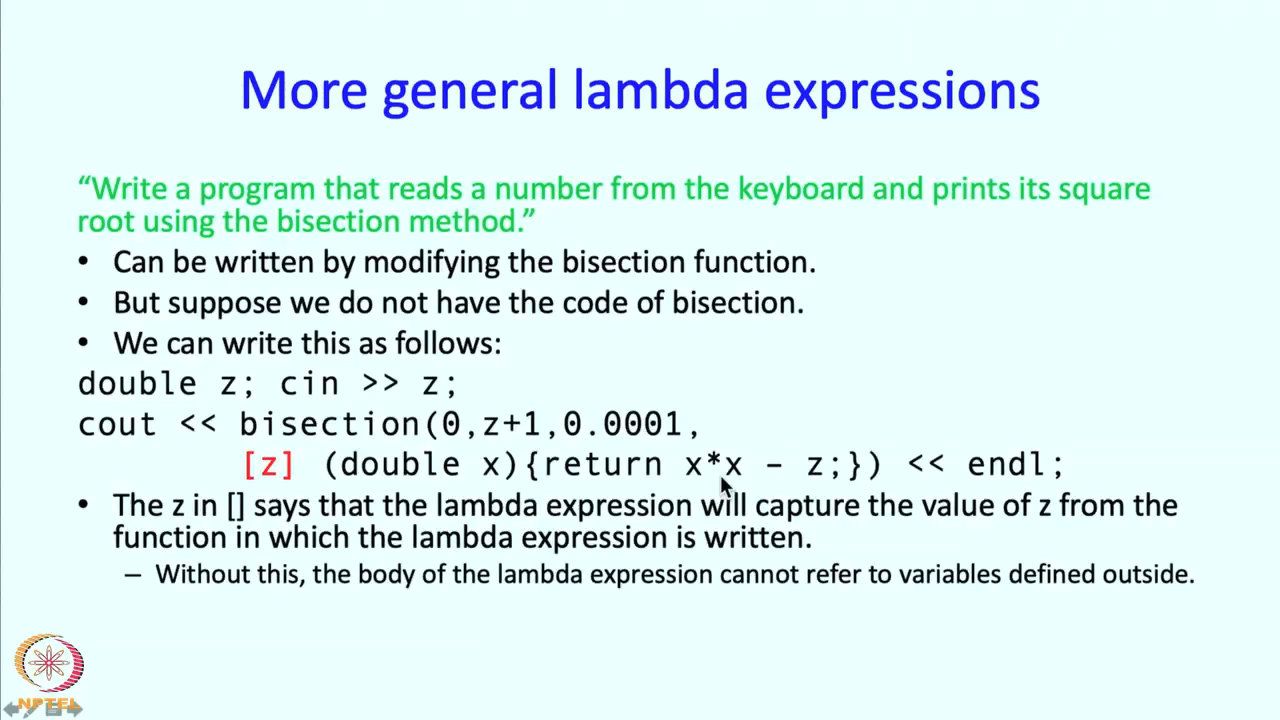 More general lambda expressions
“Write a program that reads a number from the keyboard and prints its square
root using the bisection method.”
• Can be written by modifying the bisection function.
• But suppose we do not have the code of bisection.
• We can write this as follows:
double z; cin >> z;
cout << bisection(0,z+1,0.0001,
[z] (double x){return x*x – z;}) << endl;
• The z in [] says that the lambda expression will capture the value of z from the
function in which the lambda expression is written.
– Without this, the body of the lambda expression cannot refer to variables defined outside.
NPTEL